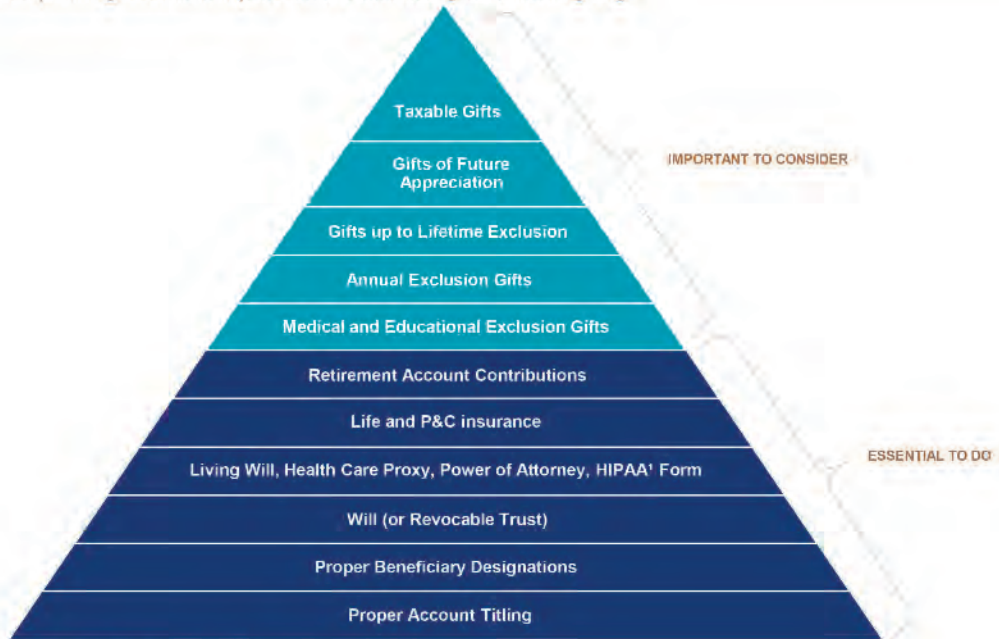 Taxable Gifts
IMPORTANT TO CONSIDER
Gifts of Future
Appreciation
Gifts up to Lifetime Exclusion
Annual Exclusion Gifts
Medical and Educational Exclusion Gifts
Retirement Account Contributions
Life and P&C insurance
ESSENTIAL TO DO
Living Will, Health Care Proxy, Power of Attorney, HIPAA¹ Form
Will (or Revocable Trust)
Proper Beneficiary Designations
Proper Account Titling